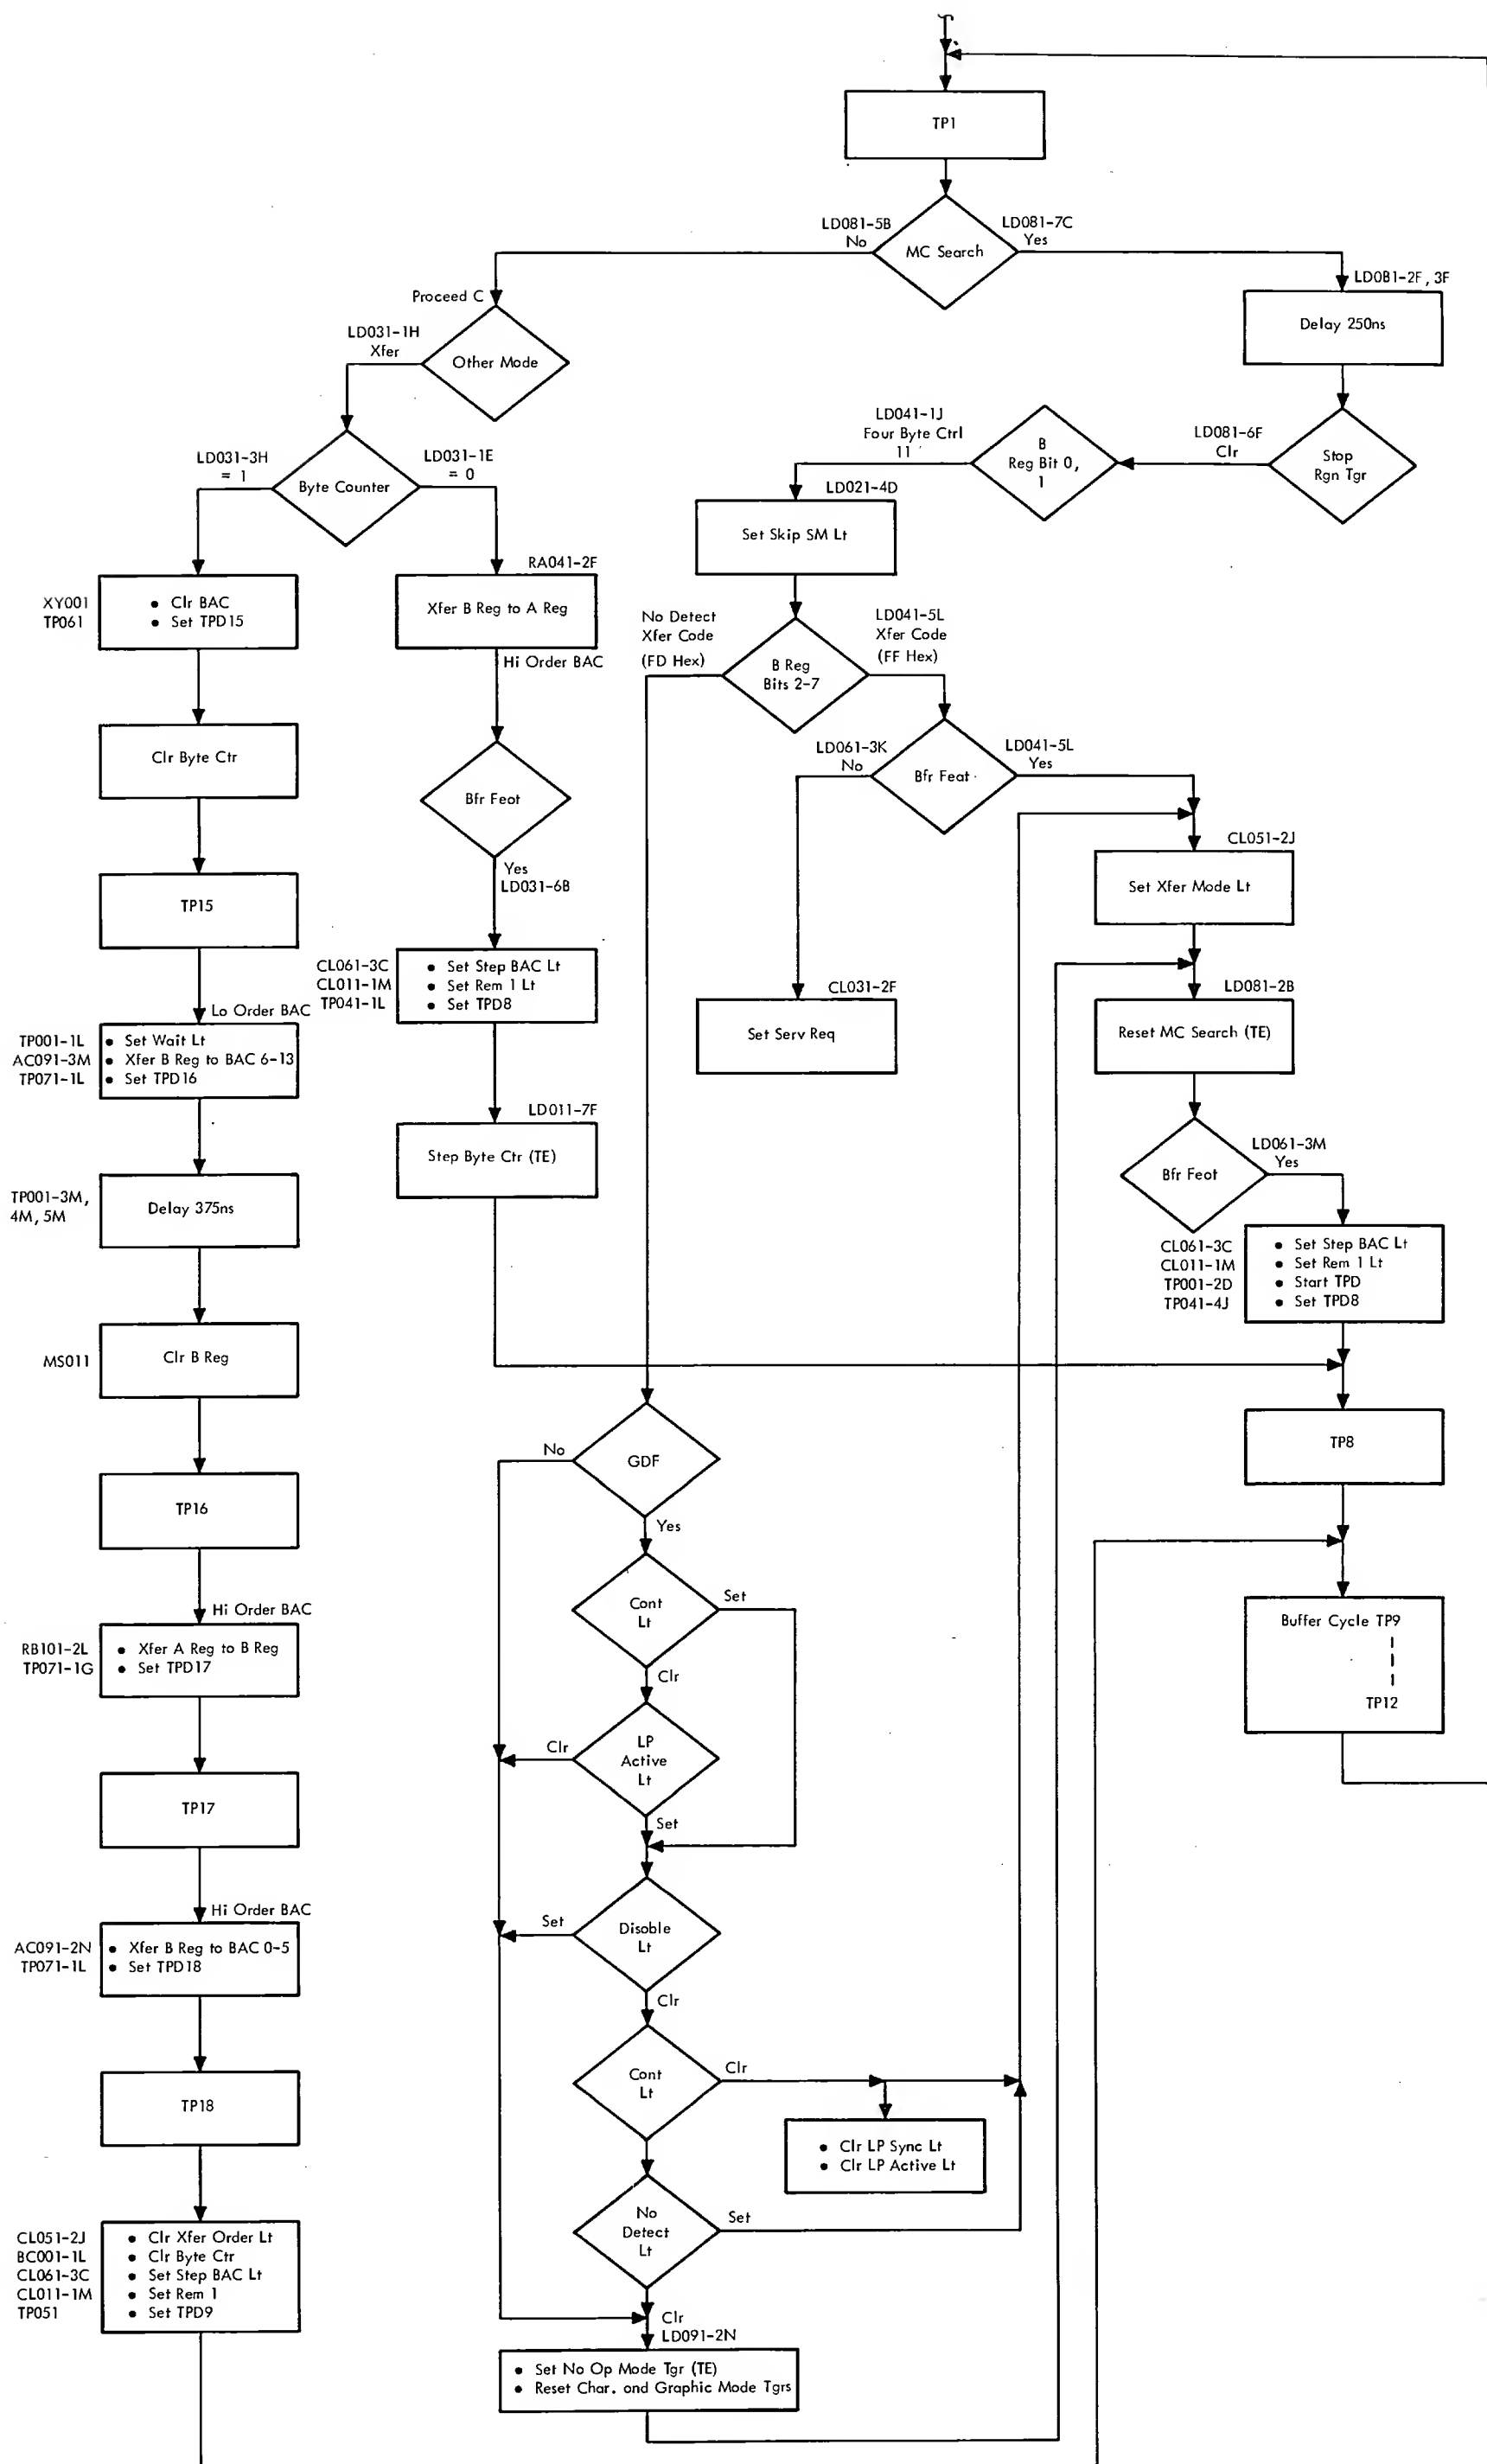 TP1
LD081-5B
No
LD081-7C
Yes
MC Search
Proceed C
LD0B1-2F, 3F
Delay 250ns
LD031-1H
Xfer
Other Mode
LD041-1J
Four Byte Ctrl
11
B
Reg Bit 0,
1
LD081-6F
Clr
Stop
Rgn Tgr
LD031-3H
= 1
LD031-1E
= 0
Byte Counter
LD021-4D
Set Skip SM Lt
XY001
TP061
• Clr BAC
• Set TPD15
RA041-2F
Xfer B Reg to A Reg
Hi Order BAC
No Detect
Xfer Code
(FD Hex)
LD041-5L
Xfer Code
(FF Hex)
B Reg
Bits 2-7
Clr Byte Ctr
Bfr Feot
LD061-3K
No
LD041-5L
Yes
Bfr Feat
Yes
LD031-6B
CL051-2J
Set Xfer Mode Lt
TP15
CL061-3C
CL011-1M
TP041-1L
• Set Step BAC Lt
• Set Rem 1 Lt
• Set TPD8
CL031-2F
Set Serv Req
LD081-2B
Reset MC Search (TE)
Lo Order BAC
TP001-1L
AC091-3M
TP071-1L
• Set Wait Lt
• Xfer B Reg to BAC 6-13
• Set TPD16
LD011-7F
Step Byte Ctr (TE)
LD061-3M
Yes
Bfr Feot
TP001-3M,
4M, 5M
Delay 375ns
CL061-3C
CL011-1M
TP001-2D
TP041-4J
• Set Step BAC Lt
• Set Rem 1 Lt
• Start TPD
• Set TPD8
MS011
Clr B Reg
TP8
No
GDF
Yes
TP16
Cont
Lt
Set
Clr
Buffer Cycle TP9
TP12
Hi Order BAC
RB101-2L
TP071-1G
• Xfer A Reg to B Reg
• Set TPD17
Clr
LP
Active
Lt
Set
TP17
Hi Order BAC
AC091-2N
TP071-1L
• Xfer B Reg to BAC 0-5
• Set TPD18
Set
Disoble
Lt
Clr
Cont
Lt
Clr
TP18
• Clr LP Sync Lt
• Clr LP Active Lt
No
Detect
Lt
Set
CL051-2J
BC001-1L
CL061-3C
CL011-1M
TP051
• Clr Xfer Order Lt
• Clr Byte Ctr
• Set Step BAC Lt
• Set Rem 1
• Set TPD9
Clr
LD091-2N
• Set No Op Mode Tgr (TE)
• Reset Char. ond Graphic Mode Tgrs